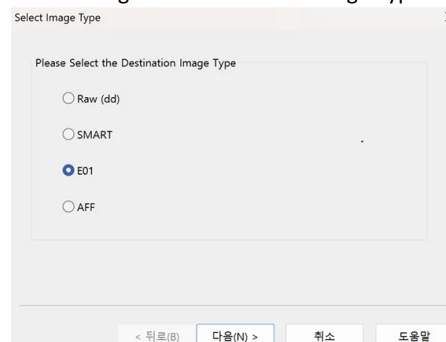 Select Image Type
Please Select the Destination Image Type
Raw (dd)
SMART
E01
AFF
< 뒤로(B) 다음(N) > 취소 도움말